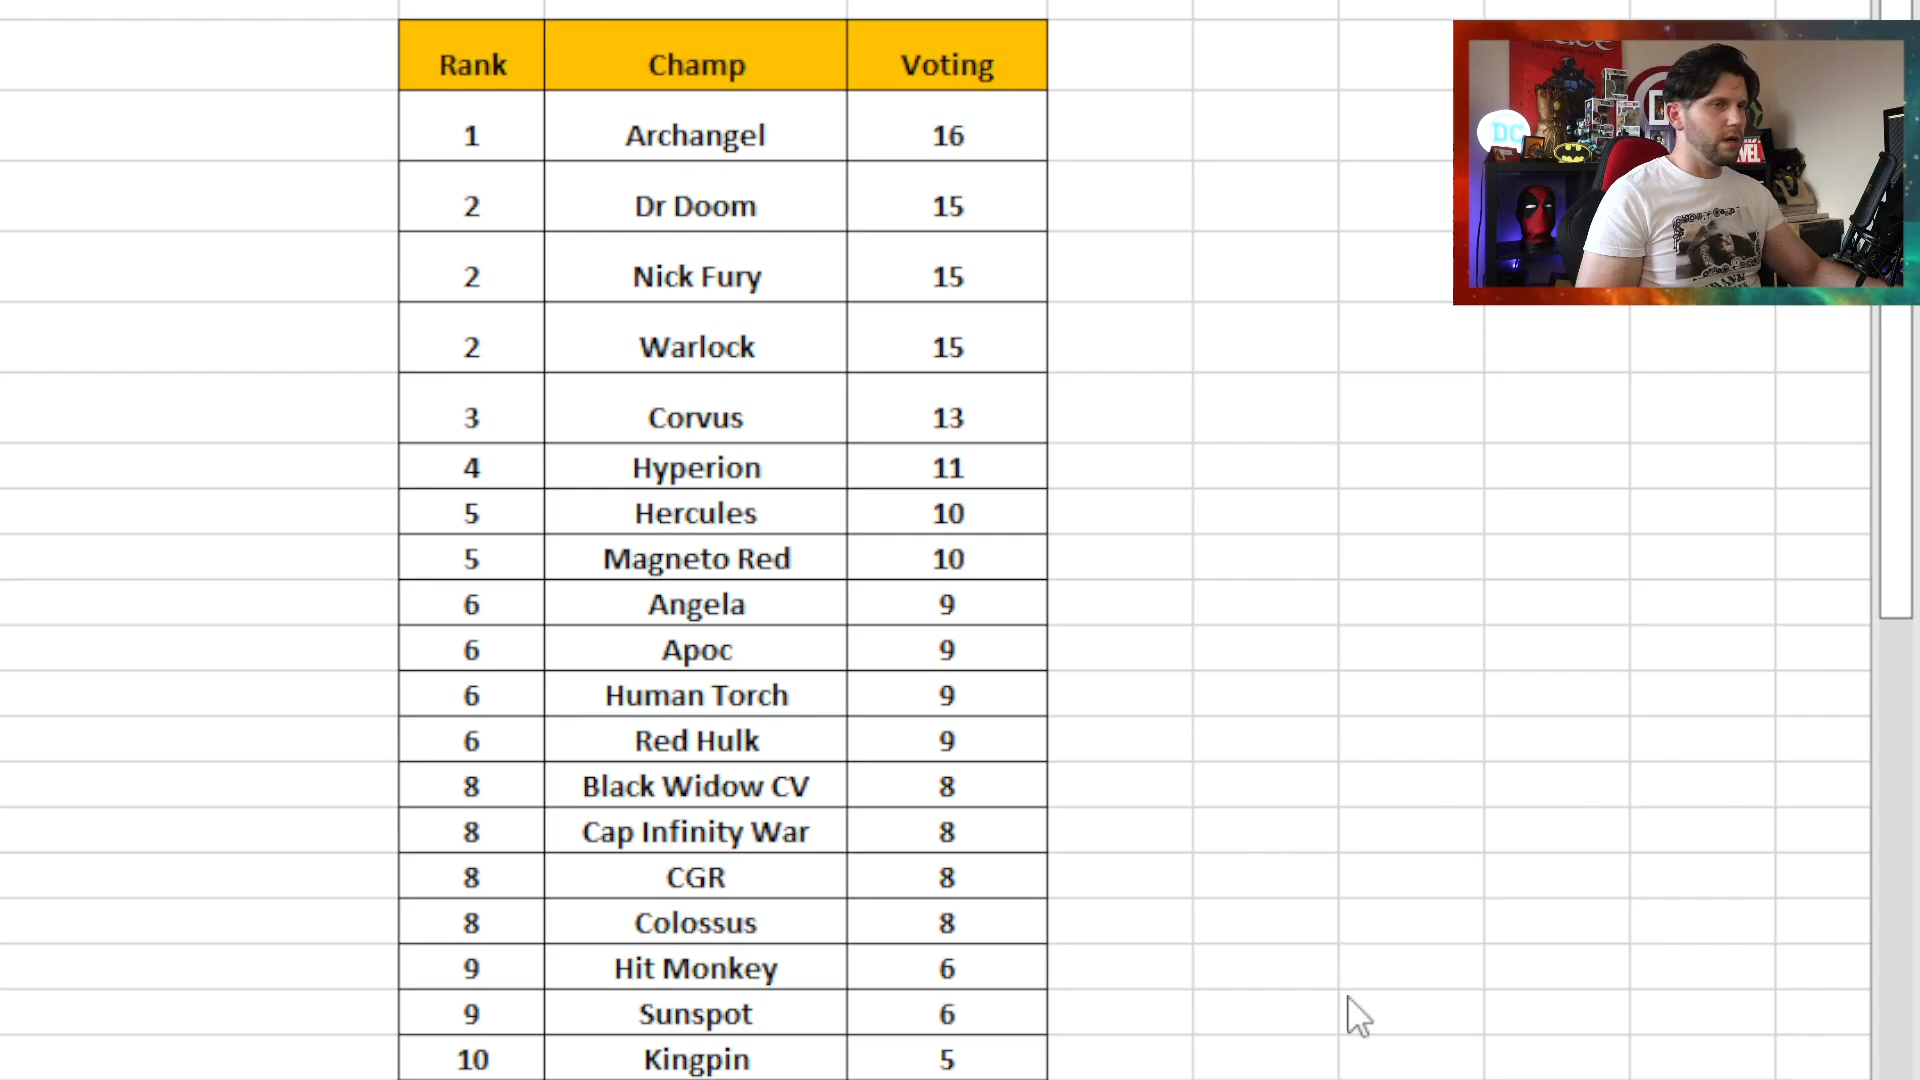 Rank Champ Voting
1 Archangel 16
2 Dr Doom 15
2 Nick Fury 15
2 Warlock 15
3 Corvus 13
4 Hyperion 11
5 Hercules 10
5 Magneto Red 10
6 Angela 9
6 Apoc 9
6 Human Torch 9
6 Red Hulk 9
8 Black Widow CV 8
8 Cap Infinity War 8
8 CGR 8
8 Colossus 8
9 Hit Monkey 6
9 Sunspot 6
10 Kingpin 5
DC